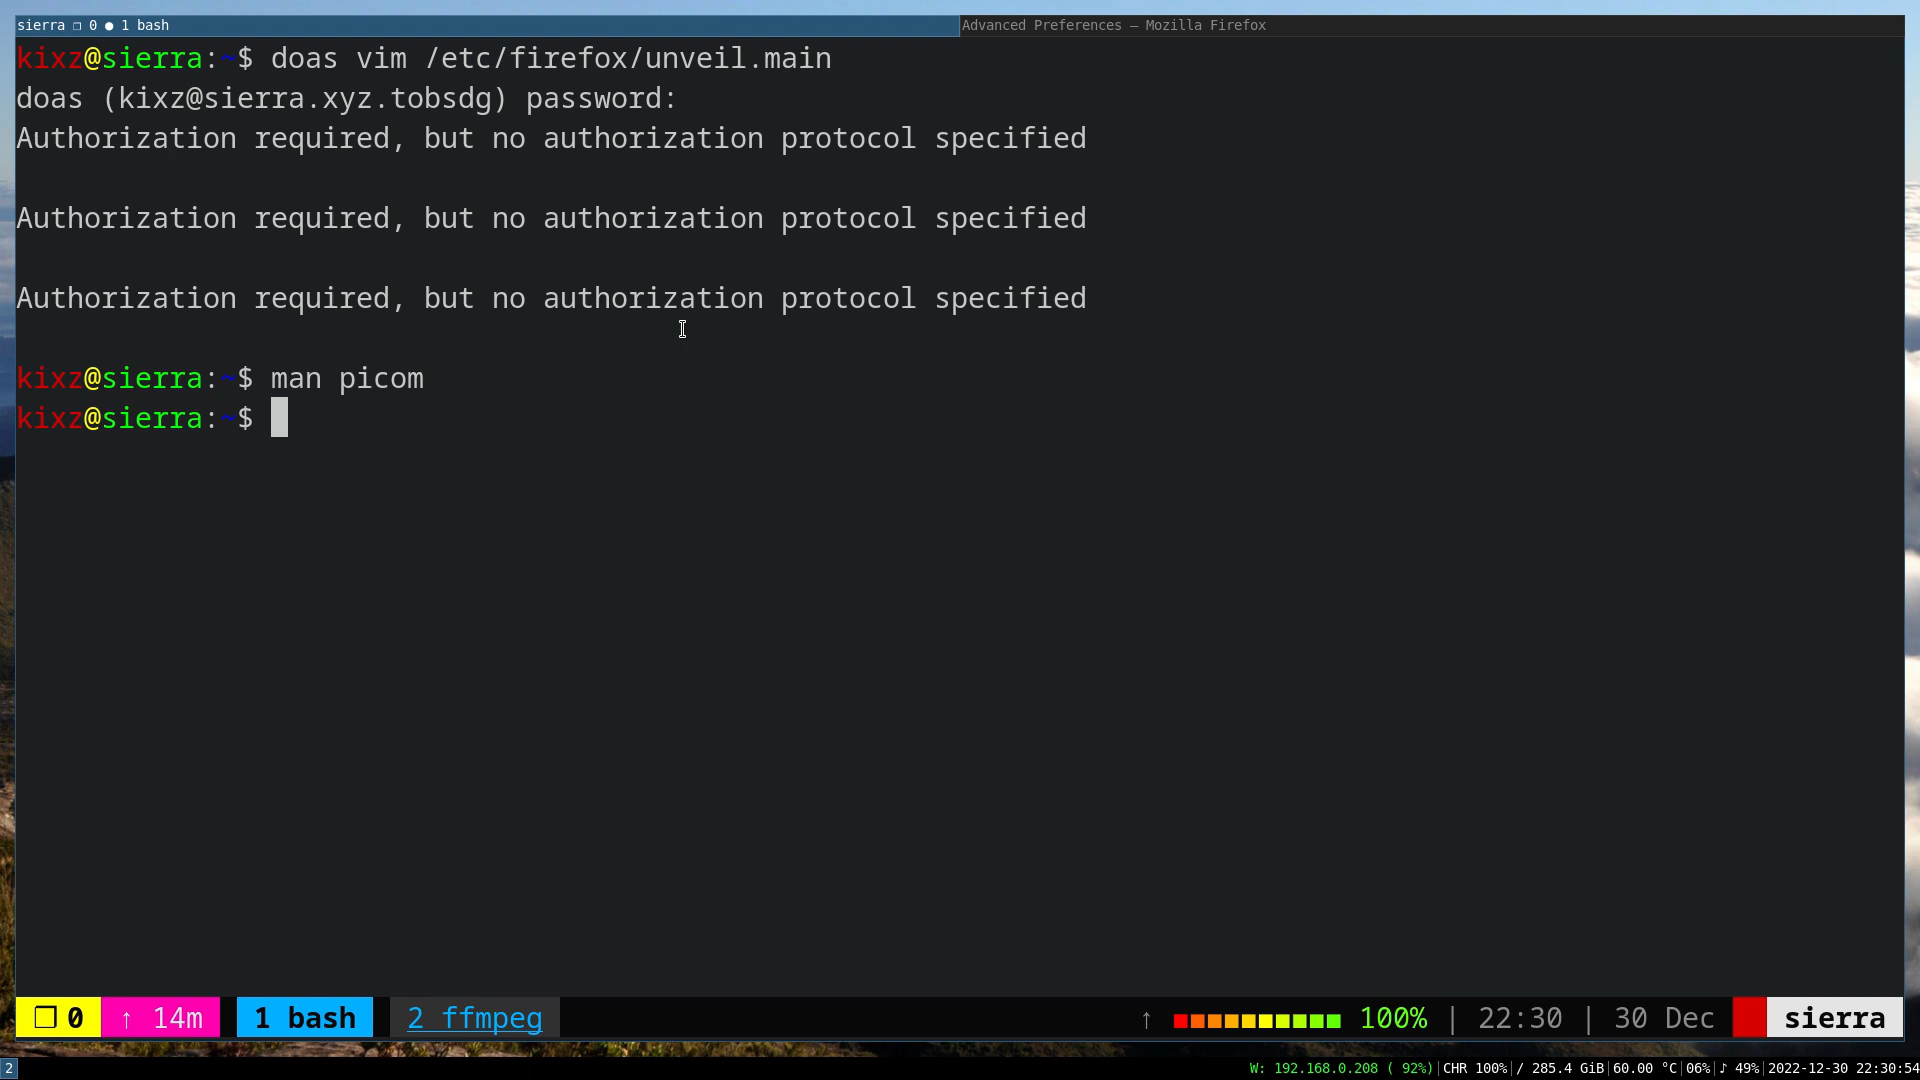 sierra ❐ 0 ● 1 bash
Advanced Preferences — Mozilla Firefox
kixz@sierra:~$ doas vim /etc/firefox/unveil.main
doas (kixz@sierra.xyz.tobsdg) password:
Authorization required, but no authorization protocol specified
Authorization required, but no authorization protocol specified
Authorization required, but no authorization protocol specified
kixz@sierra:~$ man picom
kixz@sierra:~$
❐ 0 ↑ 14m 1 bash 2 ffmpeg ↑ 100% | 22:30 | 30 Dec sierra
2 W: 192.168.0.208 ( 92%)|CHR 100%|/ 285.4 GiB|60.00 °C|06%|♪ 49%|2022-12-30 22:30:54